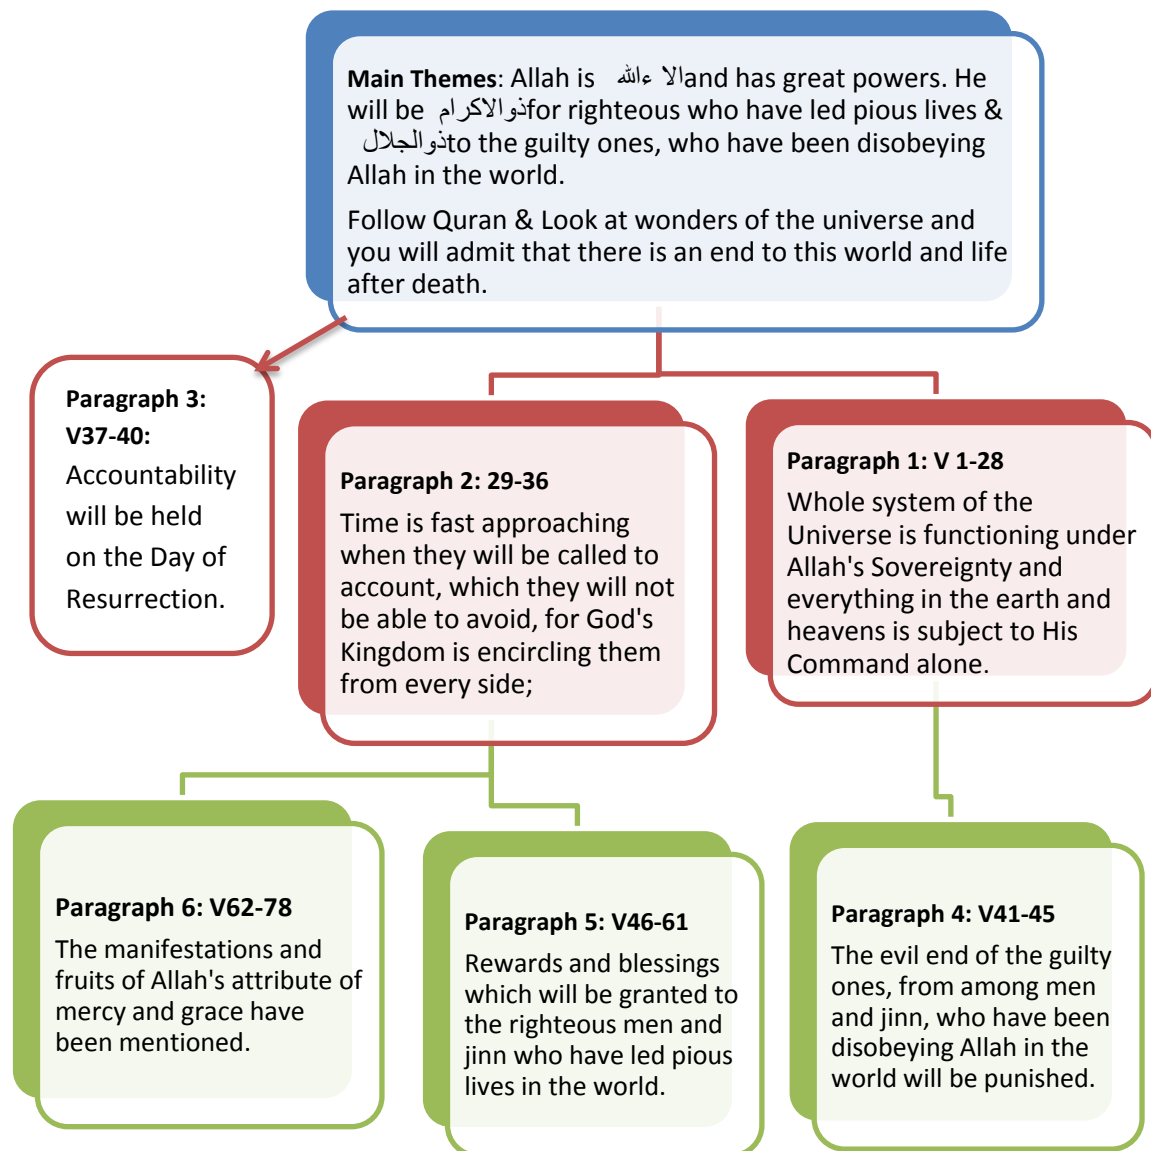 Main Themes: Allah is الا ءالله and has great powers. He
will be ذوالاكرام for righteous who have led pious lives &
ذوالجلال to the guilty ones, who have been disobeying
Allah in the world.
Follow Quran & Look at wonders of the universe and
you will admit that there is an end to this world and life
after death.
Paragraph 3:
V37-40:
Accountability
will be held
on the Day of
Resurrection.
Paragraph 2: 29-36
Time is fast approaching
when they will be called to
account, which they will not
be able to avoid, for God's
Kingdom is encircling them
from every side;
Paragraph 1: V 1-28
Whole system of the
Universe is functioning under
Allah's Sovereignty and
everything in the earth and
heavens is subject to His
Command alone.
Paragraph 6: V62-78
The manifestations and
fruits of Allah's attribute of
mercy and grace have
been mentioned.
Paragraph 5: V46-61
Rewards and blessings
which will be granted to
the righteous men and
jinn who have led pious
lives in the world.
Paragraph 4: V41-45
The evil end of the guilty
ones, from among men
and jinn, who have been
disobeying Allah in the
world will be punished.